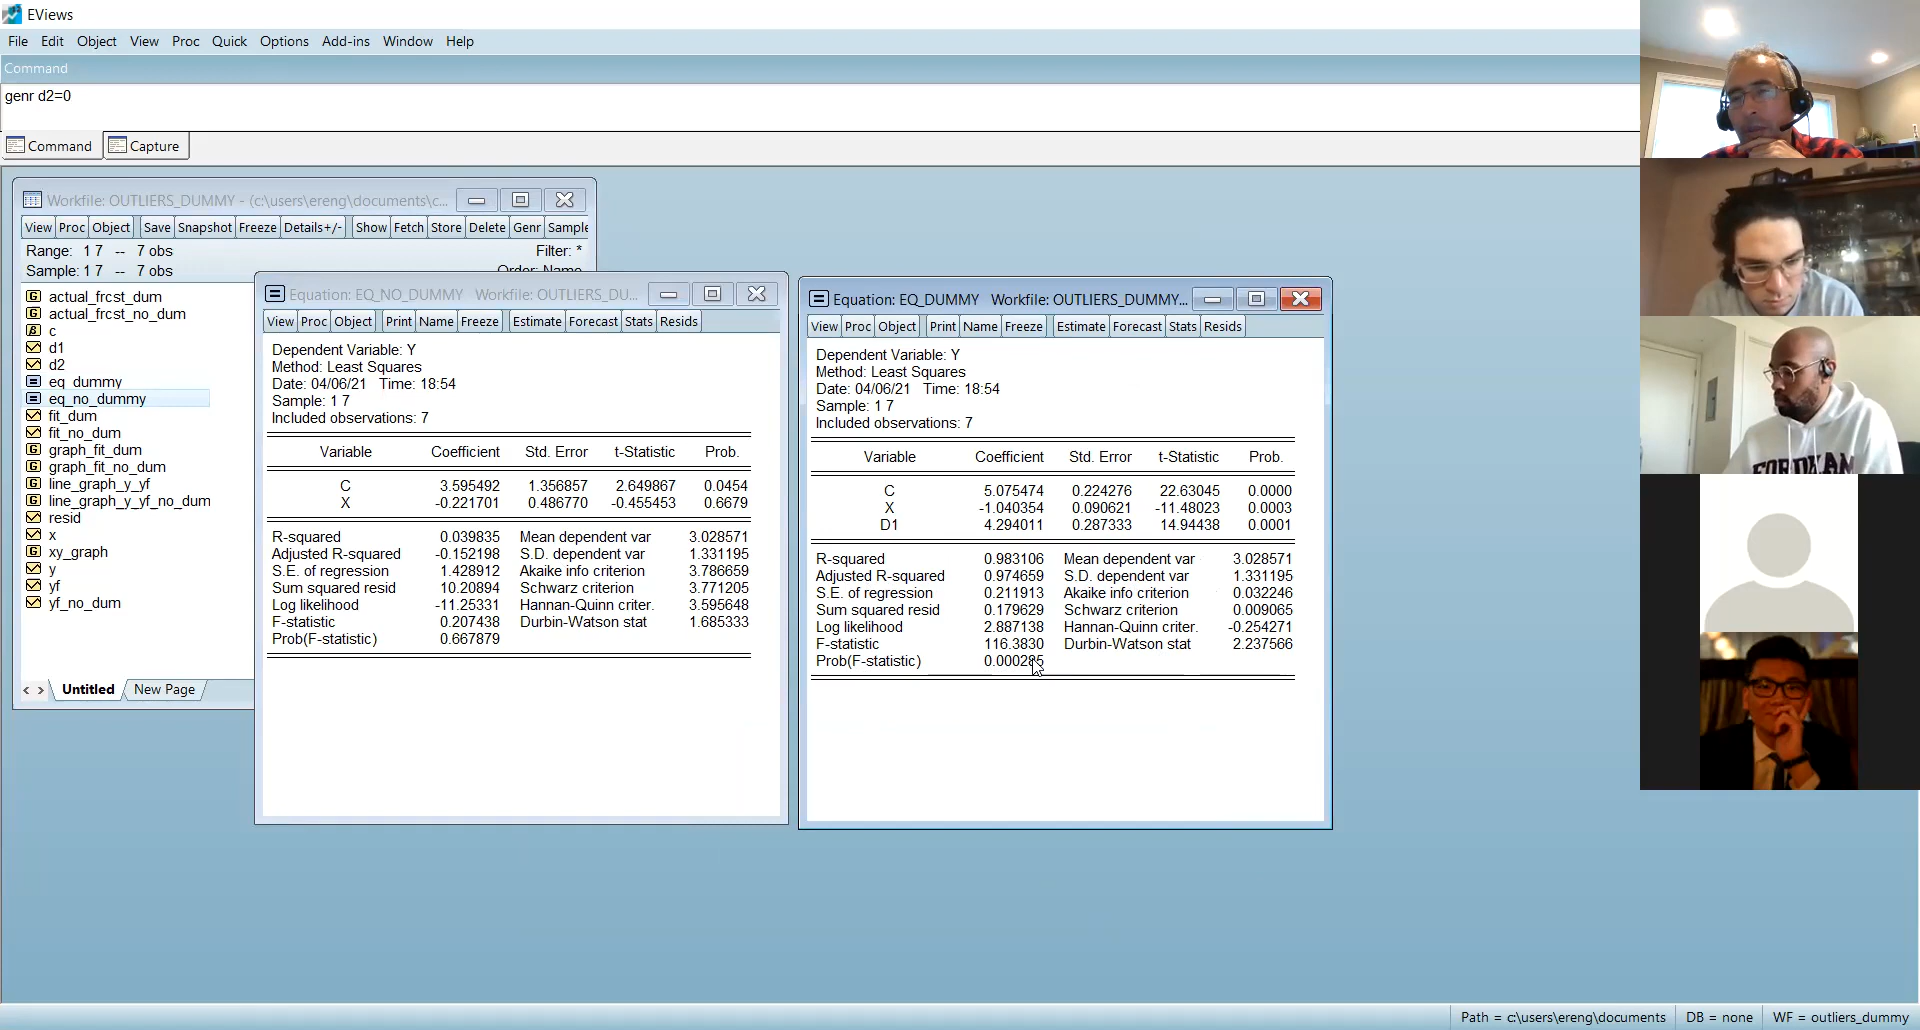 EViews
File Edit Object View Proc Quick Options Add-ins Window Help
Command
genr d2=0
Command Capture
Workfile: OUTLIERS_DUMMY - (c:\users\ereng\documents\c...
View Proc Object Save Snapshot Freeze Details+/- Show Fetch Store Delete Genr Sample
Range: 1 7 -- 7 obs Filter: *
Sample: 1 7 -- 7 obs Order: Name
actual_frcst_dum
actual_frcst_no_dum
c
d1
d2
eq_dummy
eq_no_dummy
fit_dum
fit_no_dum
graph_fit_dum
graph_fit_no_dum
line_graph_y_yf
line_graph_y_yf_no_dum
resid
x
xy_graph
y
yf
yf_no_dum
Untitled New Page
Equation: EQ_NO_DUMMY Workfile: OUTLIERS_DU...
View Proc Object Print Name Freeze Estimate Forecast Stats Resids
Dependent Variable: Y
Method: Least Squares
Date: 04/06/21 Time: 18:54
Sample: 1 7
Included observations: 7
Variable Coefficient Std. Error t-Statistic Prob.
C 3.595492 1.356857 2.649867 0.0454
X -0.221701 0.486770 -0.455453 0.6679
R-squared 0.039835 Mean dependent var 3.028571
Adjusted R-squared -0.152198 S.D. dependent var 1.331195
S.E. of regression 1.428912 Akaike info criterion 3.786659
Sum squared resid 10.20894 Schwarz criterion 3.771205
Log likelihood -11.25331 Hannan-Quinn criter. 3.595648
F-statistic 0.207438 Durbin-Watson stat 1.685333
Prob(F-statistic) 0.667879
Equation: EQ_DUMMY Workfile: OUTLIERS_DUMMY...
View Proc Object Print Name Freeze Estimate Forecast Stats Resids
Dependent Variable: Y
Method: Least Squares
Date: 04/06/21 Time: 18:54
Sample: 1 7
Included observations: 7
Variable Coefficient Std. Error t-Statistic Prob.
C 5.075474 0.224276 22.63045 0.0000
X -1.040354 0.090621 -11.48023 0.0003
D1 4.294011 0.287333 14.94438 0.0001
R-squared 0.983106 Mean dependent var 3.028571
Adjusted R-squared 0.974659 S.D. dependent var 1.331195
S.E. of regression 0.211913 Akaike info criterion 0.032246
Sum squared resid 0.179629 Schwarz criterion 0.009065
Log likelihood 2.887138 Hannan-Quinn criter. -0.254271
F-statistic 116.3830 Durbin-Watson stat 2.237566
Prob(F-statistic) 0.000285
FORDHAM
Path = c:\users\ereng\documents DB = none WF = outliers_dummy